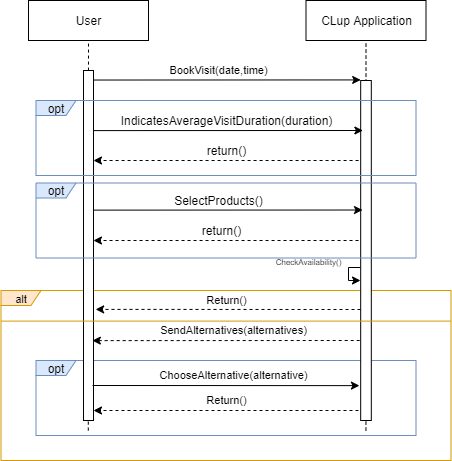 User
CLup Application
BookVisit(date,time)
opt
IndicatesAverageVisitDuration(duration)
return()
opt
SelectProducts()
return()
CheckAvailability()
alt
Return()
SendAlternatives(alternatives)
opt
ChooseAlternative(alternative)
Return()